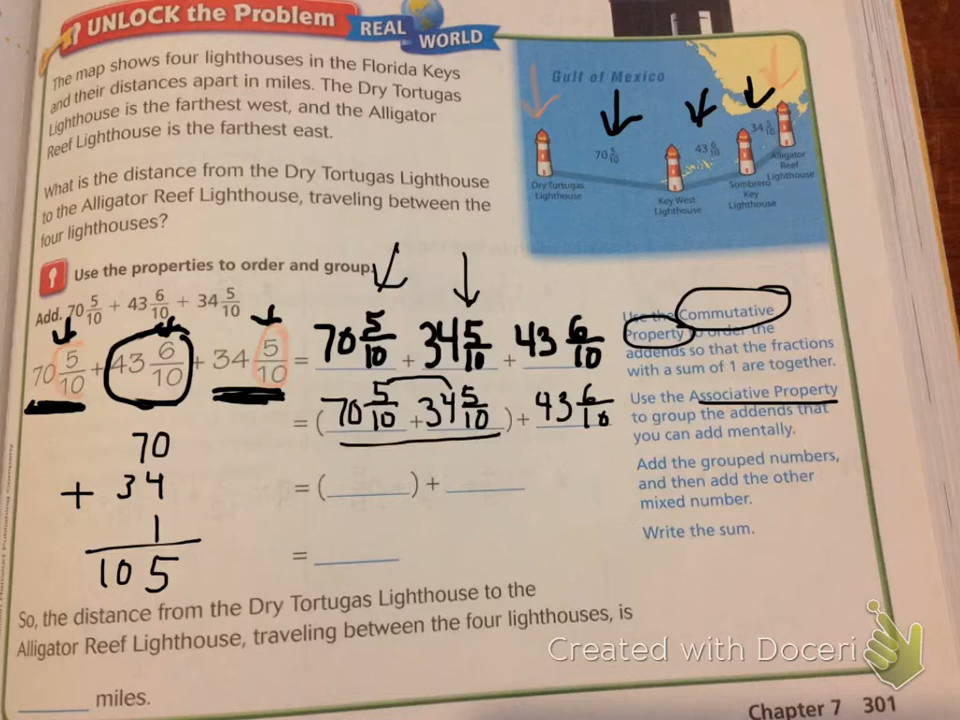 UNLOCK the Problem
REAL
WORLD
The map shows four lighthouses in the Florida Keys
and their distances apart in miles. The Dry Tortugas
Lighthouse is the farthest west, and the Alligator
Reef Lighthouse is the farthest east.
Gulf of Mexico
70 5/10
43 6/10
34 5/10
Dry Tortugas
Lighthouse
Key West
Lighthouse
Sombrero
Key
Lighthouse
Alligator
Reef
Lighthouse
What is the distance from the Dry Tortugas Lighthouse
to the Alligator Reef Lighthouse, traveling between the
four lighthouses?
Use the properties to order and group.
Add. 70 5/10 + 43 6/10 + 34 5/10
70 5/10 + 43 6/10 + 34 5/10 = 70 5/10 + 34 5/10 + 43 6/10
Use the Commutative
Property to order the
addends so that the fractions
with a sum of 1 are together.
= ( 70 5/10 + 34 5/10 ) + 43 6/10
Use the Associative Property
to group the addends that
you can add mentally.
70
+ 34
1
105
= ( ______ ) + ______
Add the grouped numbers,
and then add the other
mixed number.
= ______
Write the sum.
So, the distance from the Dry Tortugas Lighthouse to the
Alligator Reef Lighthouse, traveling between the four lighthouses, is
______ miles.
Created with Doceri
Chapter 7 301